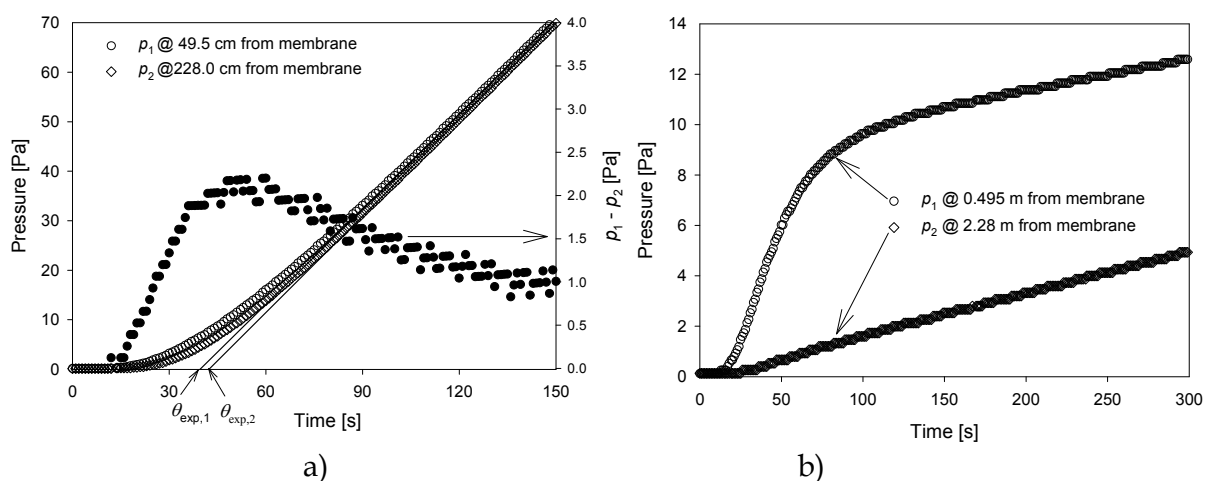 70
60
50
40
30
20
10
0
Pressure [Pa]
p1 @ 49.5 cm from membrane
p2 @228.0 cm from membrane
4.0
3.5
3.0
2.5
2.0
1.5
1.0
0.5
0.0
p1 - p2 [Pa]
0 30 60 90 120 150
θexp,1 θexp,2
Time [s]
a)
14
12
10
8
6
4
2
0
Pressure [Pa]
p1 @ 0.495 m from membrane
p2 @ 2.28 m from membrane
0 50 100 150 200 250 300
Time [s]
b)